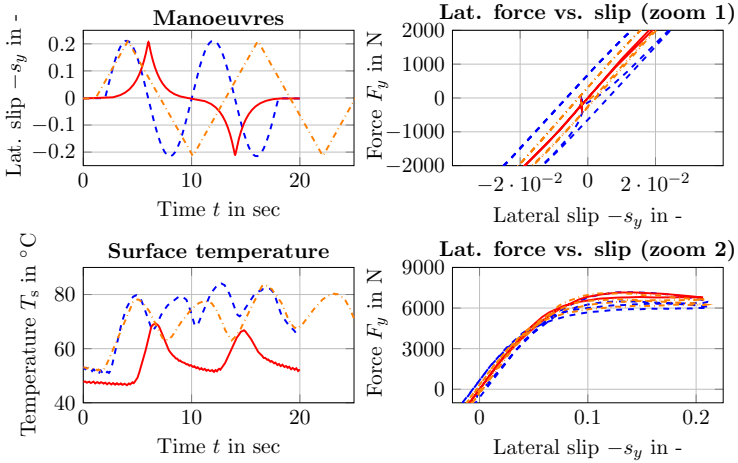 Manoeuvres
Lat. slip −s_y in -
0.2
0.1
0
−0.1
−0.2
0
10
20
Time t in sec
Lat. force vs. slip (zoom 1)
Force F_y in N
2000
1000
0
−1000
−2000
−2 · 10⁻²
0
2 · 10⁻²
Lateral slip −s_y in -
Surface temperature
Temperature T_s in °C
80
60
40
0
10
20
Time t in sec
Lat. force vs. slip (zoom 2)
Force F_y in N
9000
6000
3000
0
0
0.1
0.2
Lateral slip −s_y in -